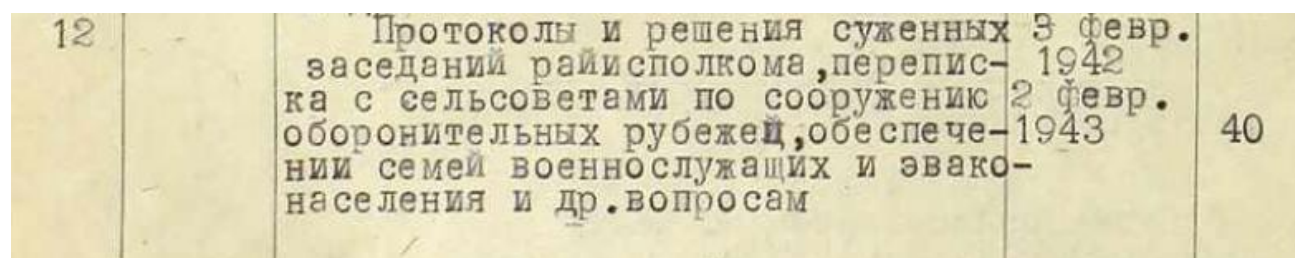 12 Протоколы и решения суженных 3 февр.
заседаний райисполкома,перепис- 1942
ка с сельсоветами по сооружению 2 февр.
оборонительных рубежей,обеспече- 1943 40
нии семей военнослужащих и эвако-
населения и др.вопросам